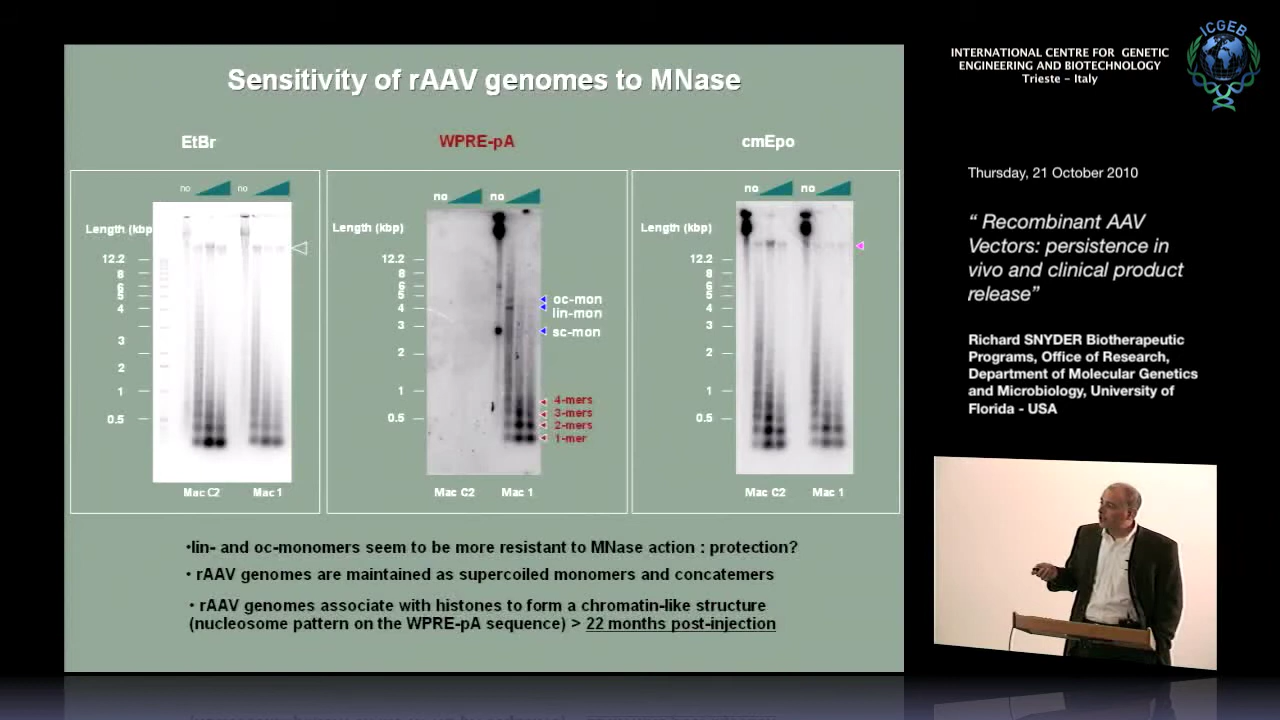 Sensitivity of rAAV genomes to MNase
EtBr
WPRE-pA
cmEpo
no
no
Length (kbp)
12.2
8
6
5
4
3
2
1
0.5
Mac C2
Mac 1
no
no
Length (kbp)
12.2
8
6
5
4
3
2
1
0.5
oc-mon
lin-mon
sc-mon
4-mers
3-mers
2-mers
1-mer
Mac C2
Mac 1
no
no
Length (kbp)
12.2
8
6
5
4
3
2
1
0.5
Mac C2
Mac 1
•lin- and oc-monomers seem to be more resistant to MNase action : protection?
• rAAV genomes are maintained as supercoiled monomers and concatemers
• rAAV genomes associate with histones to form a chromatin-like structure
(nucleosome pattern on the WPRE-pA sequence) > 22 months post-injection
INTERNATIONAL CENTRE FOR GENETIC
ENGINEERING AND BIOTECHNOLOGY
Trieste – Italy
ICGEB
Thursday, 21 October 2010
“ Recombinant AAV
Vectors: persistence in
vivo and clinical product
release”
Richard SNYDER Biotherapeutic
Programs, Office of Research,
Department of Molecular Genetics
and Microbiology, University of
Florida - USA